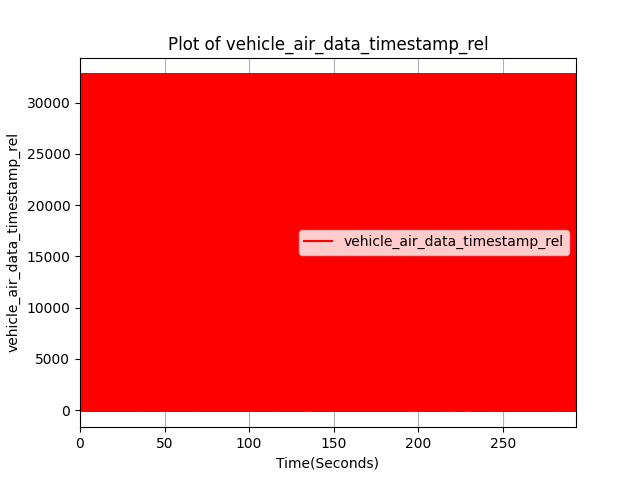 Plot of vehicle_air_data_timestamp_rel
vehicle_air_data_timestamp_rel
30000
25000
20000
15000
10000
5000
0
vehicle_air_data_timestamp_rel
0 50 100 150 200 250
Time(Seconds)